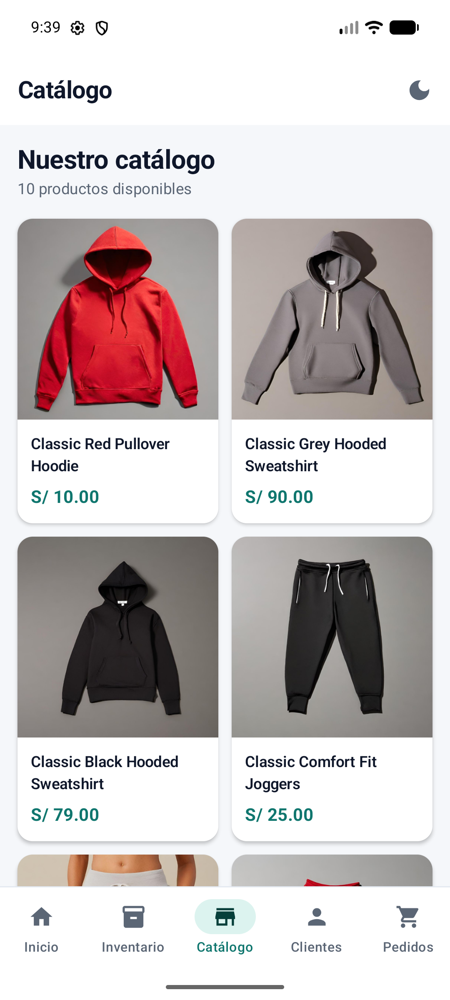 9:39
Catálogo
Nuestro catálogo
10 productos disponibles
Classic Red Pullover
Hoodie
S/ 10.00
Classic Grey Hooded
Sweatshirt
S/ 90.00
Classic Black Hooded
Sweatshirt
S/ 79.00
Classic Comfort Fit
Joggers
S/ 25.00
Inicio
Inventario
Catálogo
Clientes
Pedidos